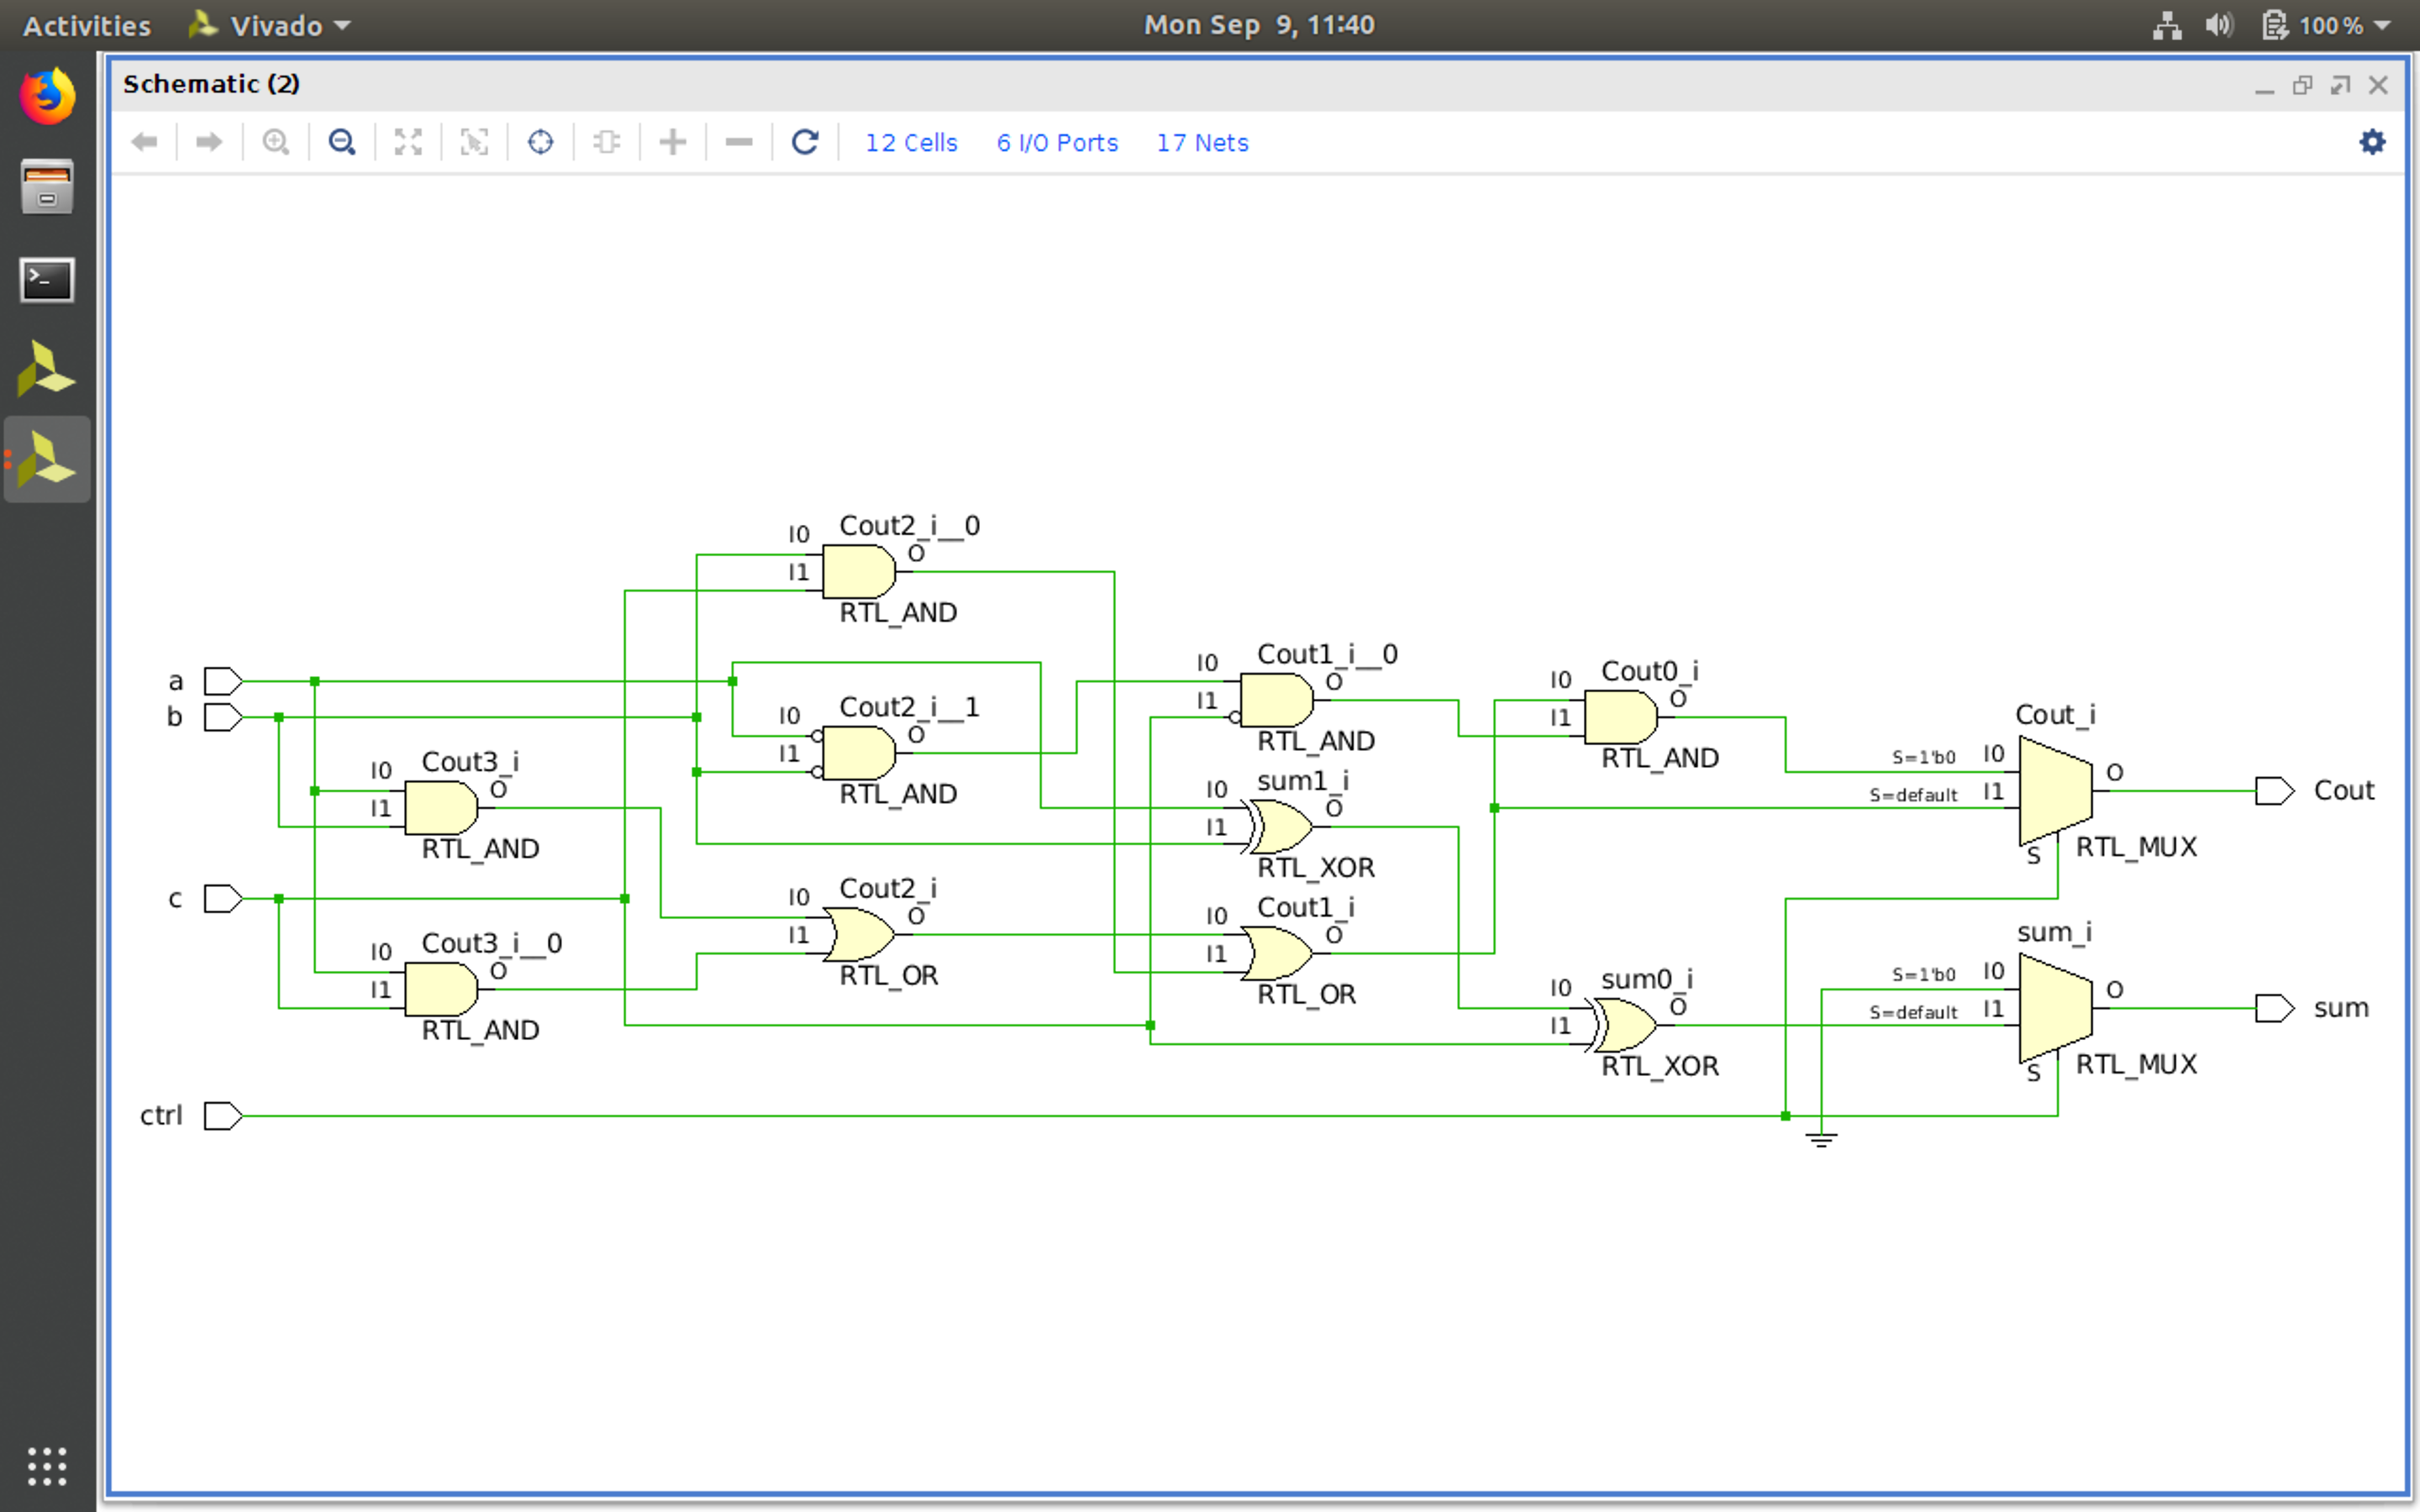 Activities Vivado Mon Sep 9, 11:40 100%
Schematic (2)
12 Cells 6 I/O Ports 17 Nets
Cout2_i__0
I0 O
I1
RTL_AND
a
b
c
ctrl
Cout3_i
I0 O
I1
RTL_AND
Cout3_i__0
I0 O
I1
RTL_AND
Cout2_i__1
I0 O
I1
RTL_AND
Cout2_i
I0 O
I1
RTL_OR
Cout1_i__0
I0 O
I1
RTL_AND
sum1_i
I0 O
I1
RTL_XOR
Cout1_i
I0 O
I1
RTL_OR
Cout0_i
I0 O
I1
RTL_AND
sum0_i
I0 O
I1
RTL_XOR
Cout_i
S=1'b0 I0 O
S=default I1
S RTL_MUX
Cout
sum_i
S=1'b0 I0 O
S=default I1
S RTL_MUX
sum